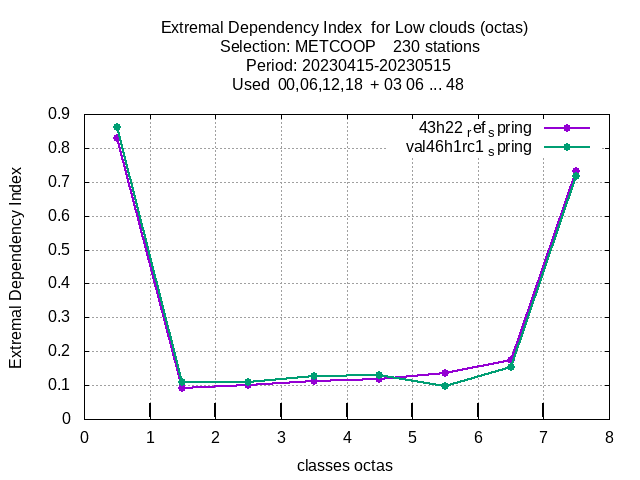 Extremal Dependency Index  for Low clouds (octas)
Selection: METCOOP    230 stations
Period: 20230415-20230515
Used  00,06,12,18  + 03 06 ... 48
43h22 ref spring
val46h1rc1 spring
Extremal Dependency Index
0.9
0.8
0.7
0.6
0.5
0.4
0.3
0.2
0.1
0
0 1 2 3 4 5 6 7 8
classes octas